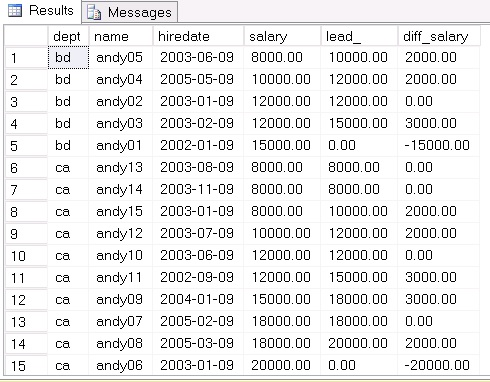 Results Messages
dept name hiredate salary lead_ diff_salary
1 bd andy05 2003-06-09 8000.00 10000.00 2000.00
2 bd andy04 2005-05-09 10000.00 12000.00 2000.00
3 bd andy02 2003-01-09 12000.00 12000.00 0.00
4 bd andy03 2003-02-09 12000.00 15000.00 3000.00
5 bd andy01 2002-01-09 15000.00 0.00 -15000.00
6 ca andy13 2003-08-09 8000.00 8000.00 0.00
7 ca andy14 2003-11-09 8000.00 8000.00 0.00
8 ca andy15 2003-01-09 8000.00 10000.00 2000.00
9 ca andy12 2003-07-09 10000.00 12000.00 2000.00
10 ca andy10 2003-06-09 12000.00 12000.00 0.00
11 ca andy11 2002-09-09 12000.00 15000.00 3000.00
12 ca andy09 2004-01-09 15000.00 18000.00 3000.00
13 ca andy07 2005-02-09 18000.00 18000.00 0.00
14 ca andy08 2005-03-09 18000.00 20000.00 2000.00
15 ca andy06 2003-01-09 20000.00 0.00 -20000.00